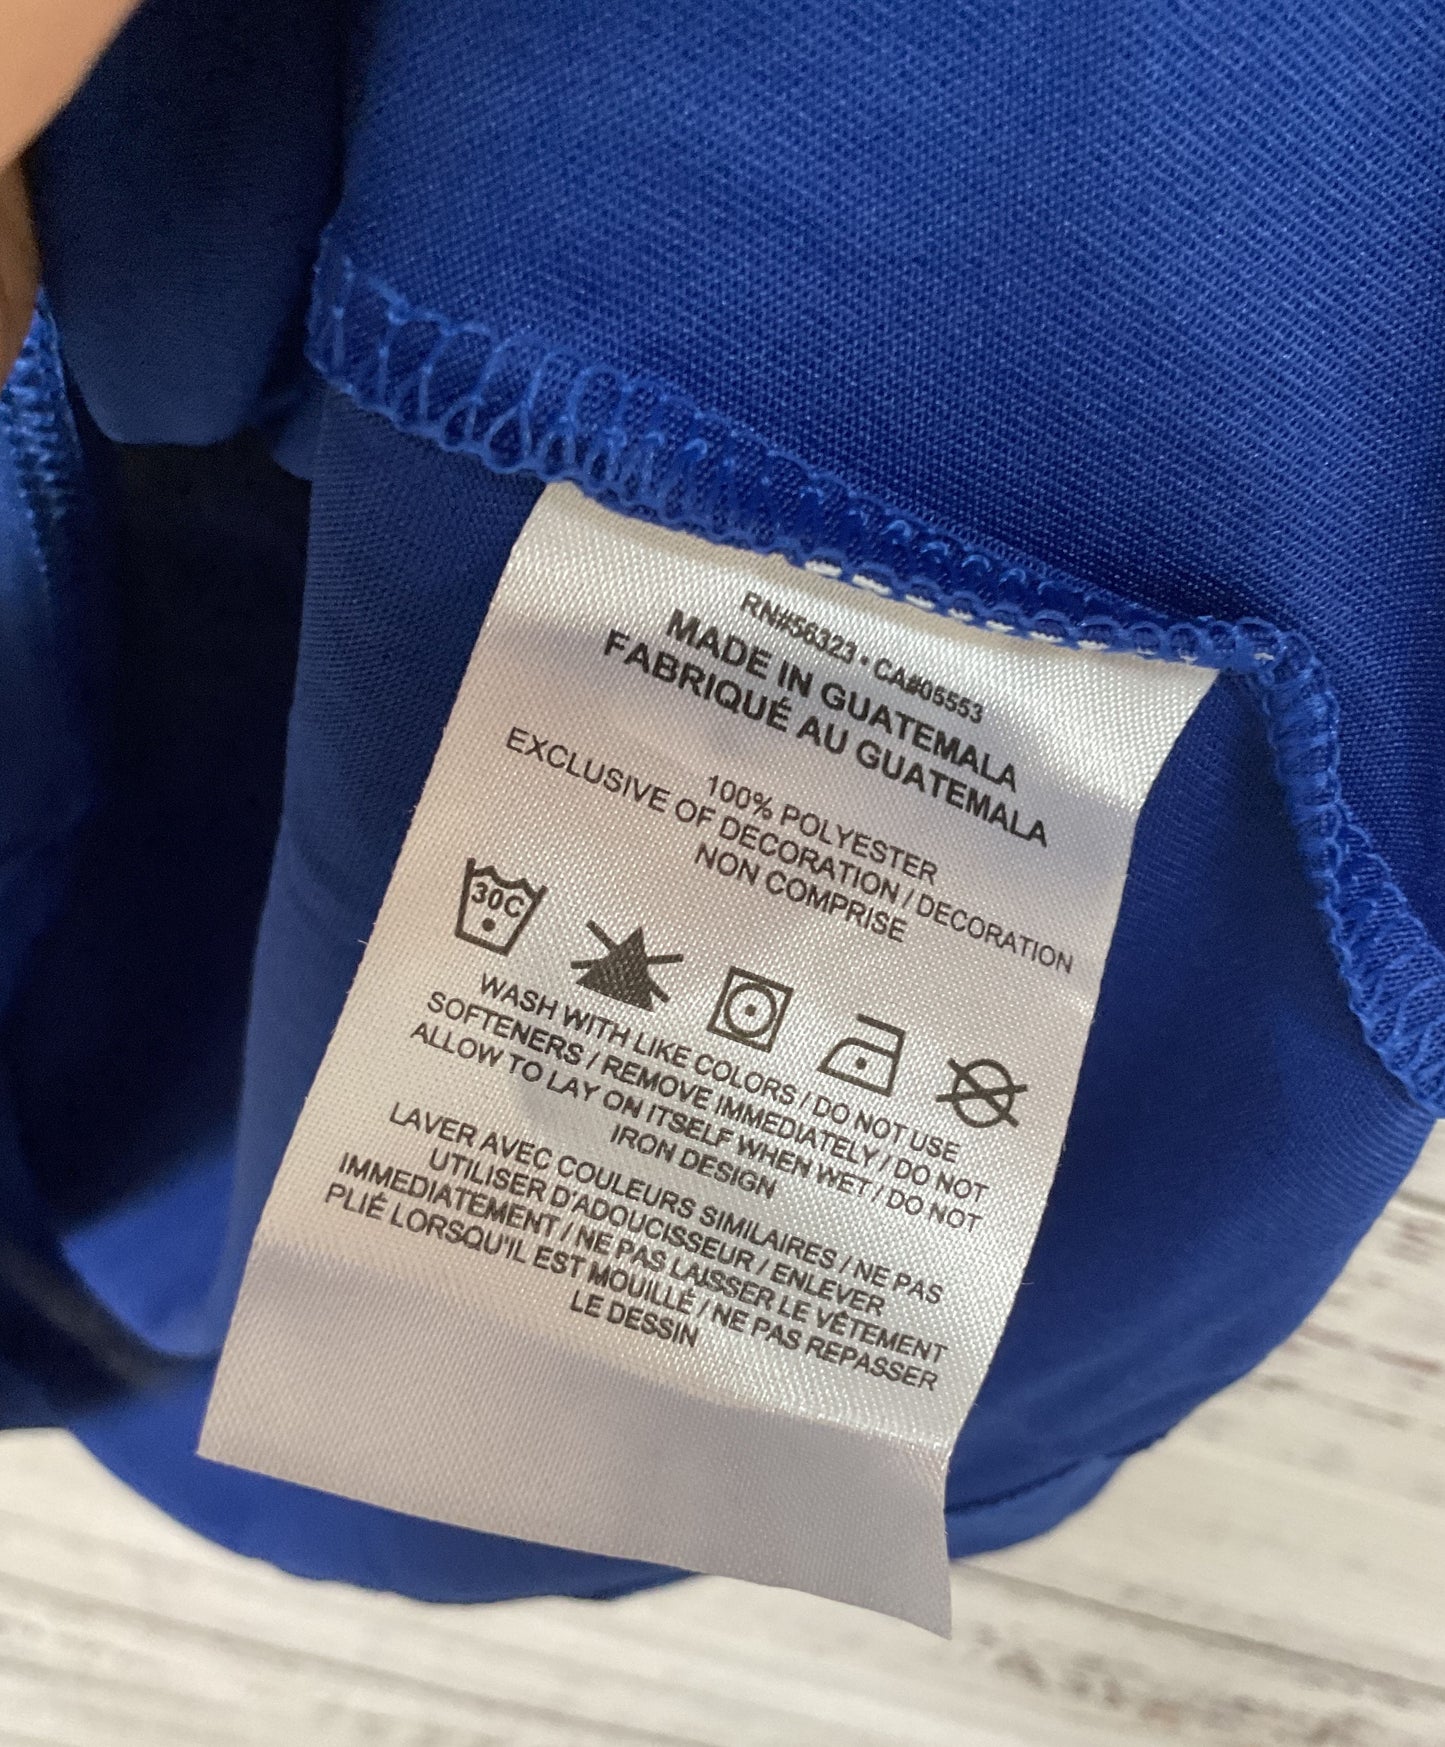 RN#56323 • CA#05553
MADE IN GUATEMALA
FABRIQUÉ AU GUATEMALA
100% POLYESTER
EXCLUSIVE OF DECORATION / DECORATION
NON COMPRISE
30C
WASH WITH LIKE COLORS / DO NOT USE
SOFTENERS / REMOVE IMMEDIATELY / DO NOT
ALLOW TO LAY ON ITSELF WHEN WET / DO NOT
IRON DESIGN
LAVER AVEC COULEURS SIMILAIRES / NE PAS
UTILISER D'ADOUCISSEUR / ENLEVER
IMMEDIATEMENT / NE PAS LAISSER LE VÊTEMENT
PLIÉ LORSQU'IL EST MOUILLÉ / NE PAS REPASSER
LE DESSIN